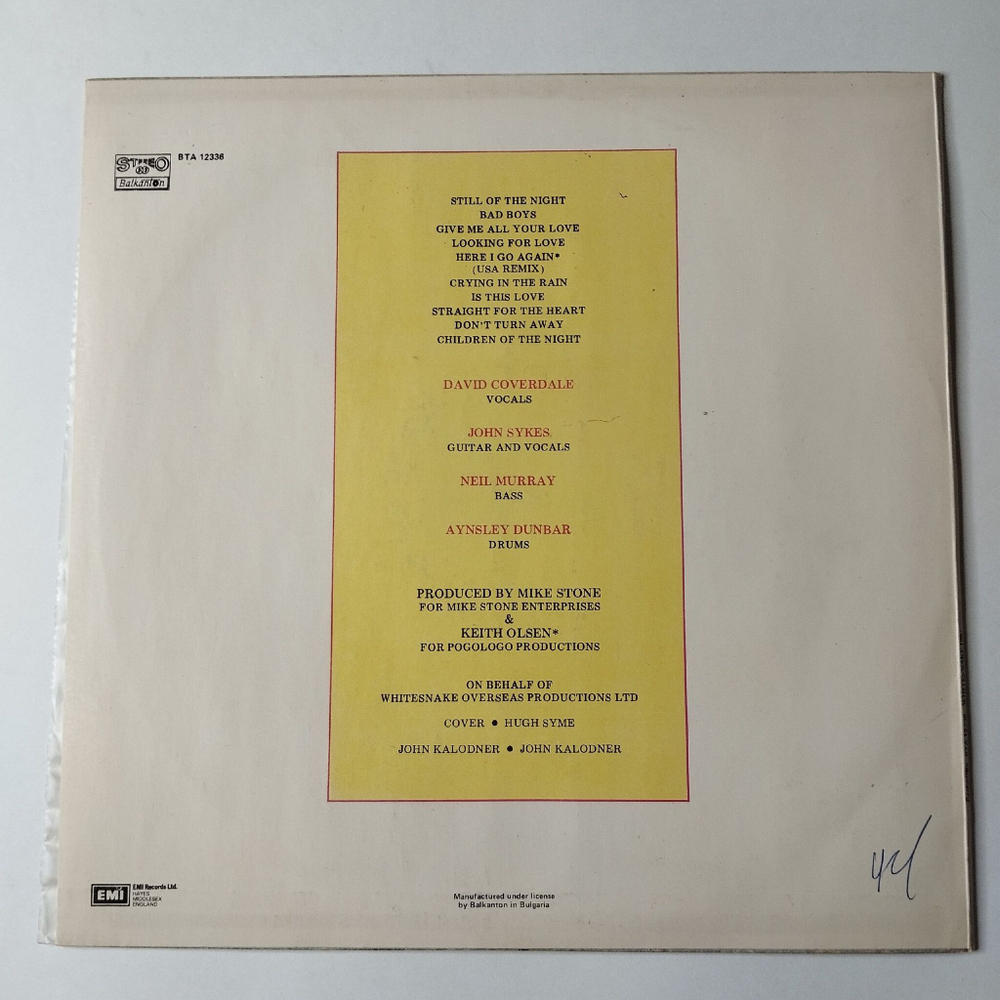 STEREO
Balkanton
BTA 12336
STILL OF THE NIGHT
BAD BOYS
GIVE ME ALL YOUR LOVE
LOOKING FOR LOVE
HERE I GO AGAIN*
(USA REMIX)
CRYING IN THE RAIN
IS THIS LOVE
STRAIGHT FOR THE HEART
DON'T TURN AWAY
CHILDREN OF THE NIGHT
DAVID COVERDALE
VOCALS
JOHN SYKES
GUITAR AND VOCALS
NEIL MURRAY
BASS
AYNSLEY DUNBAR
DRUMS
PRODUCED BY MIKE STONE
FOR MIKE STONE ENTERPRISES
&
KEITH OLSEN*
FOR POGOLOGO PRODUCTIONS
ON BEHALF OF
WHITESNAKE OVERSEAS PRODUCTIONS LTD
COVER ● HUGH SYME
JOHN KALODNER ● JOHN KALODNER
EMI
EMI Records Ltd.
HAYES
MIDDLESEX
ENGLAND
Manufactured under license
by Balkanton in Bulgaria